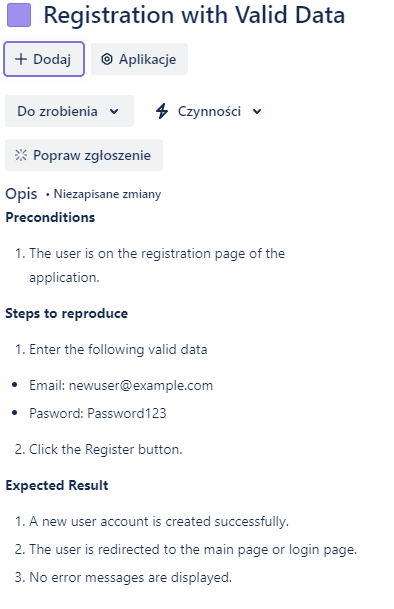 Registration with Valid Data
Dodaj
Aplikacje
Do zrobienia
Czynności
Popraw zgłoszenie
Opis • Niezapisane zmiany
Preconditions
1. The user is on the registration page of the
application.
Steps to reproduce
1. Enter the following valid data
• Email: newuser@example.com
• Pasword: Password123
2. Click the Register button.
Expected Result
1. A new user account is created successfully.
2. The user is redirected to the main page or login page.
3. No error messages are displayed.